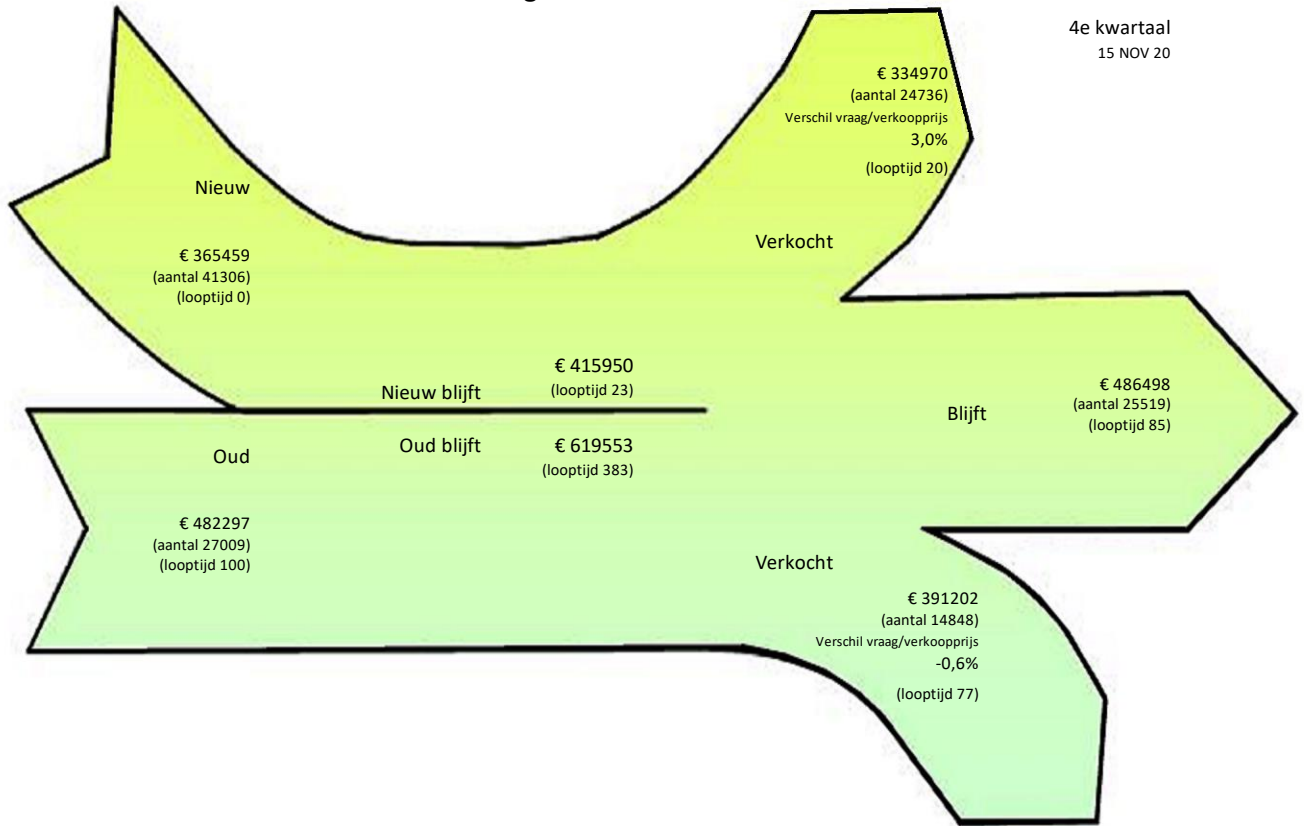 4e kwartaal
15 NOV 20
€ 334970
(aantal 24736)
Verschil vraag/verkoopprijs
3,0%
(looptijd 20)
Verkocht
Nieuw
€ 365459
(aantal 41306)
(looptijd 0)
Nieuw blijft
€ 415950
(looptijd 23)
Oud blijft
€ 619553
(looptijd 383)
Blijft
€ 486498
(aantal 25519)
(looptijd 85)
Oud
€ 482297
(aantal 27009)
(looptijd 100)
Verkocht
€ 391202
(aantal 14848)
Verschil vraag/verkoopprijs
-0,6%
(looptijd 77)